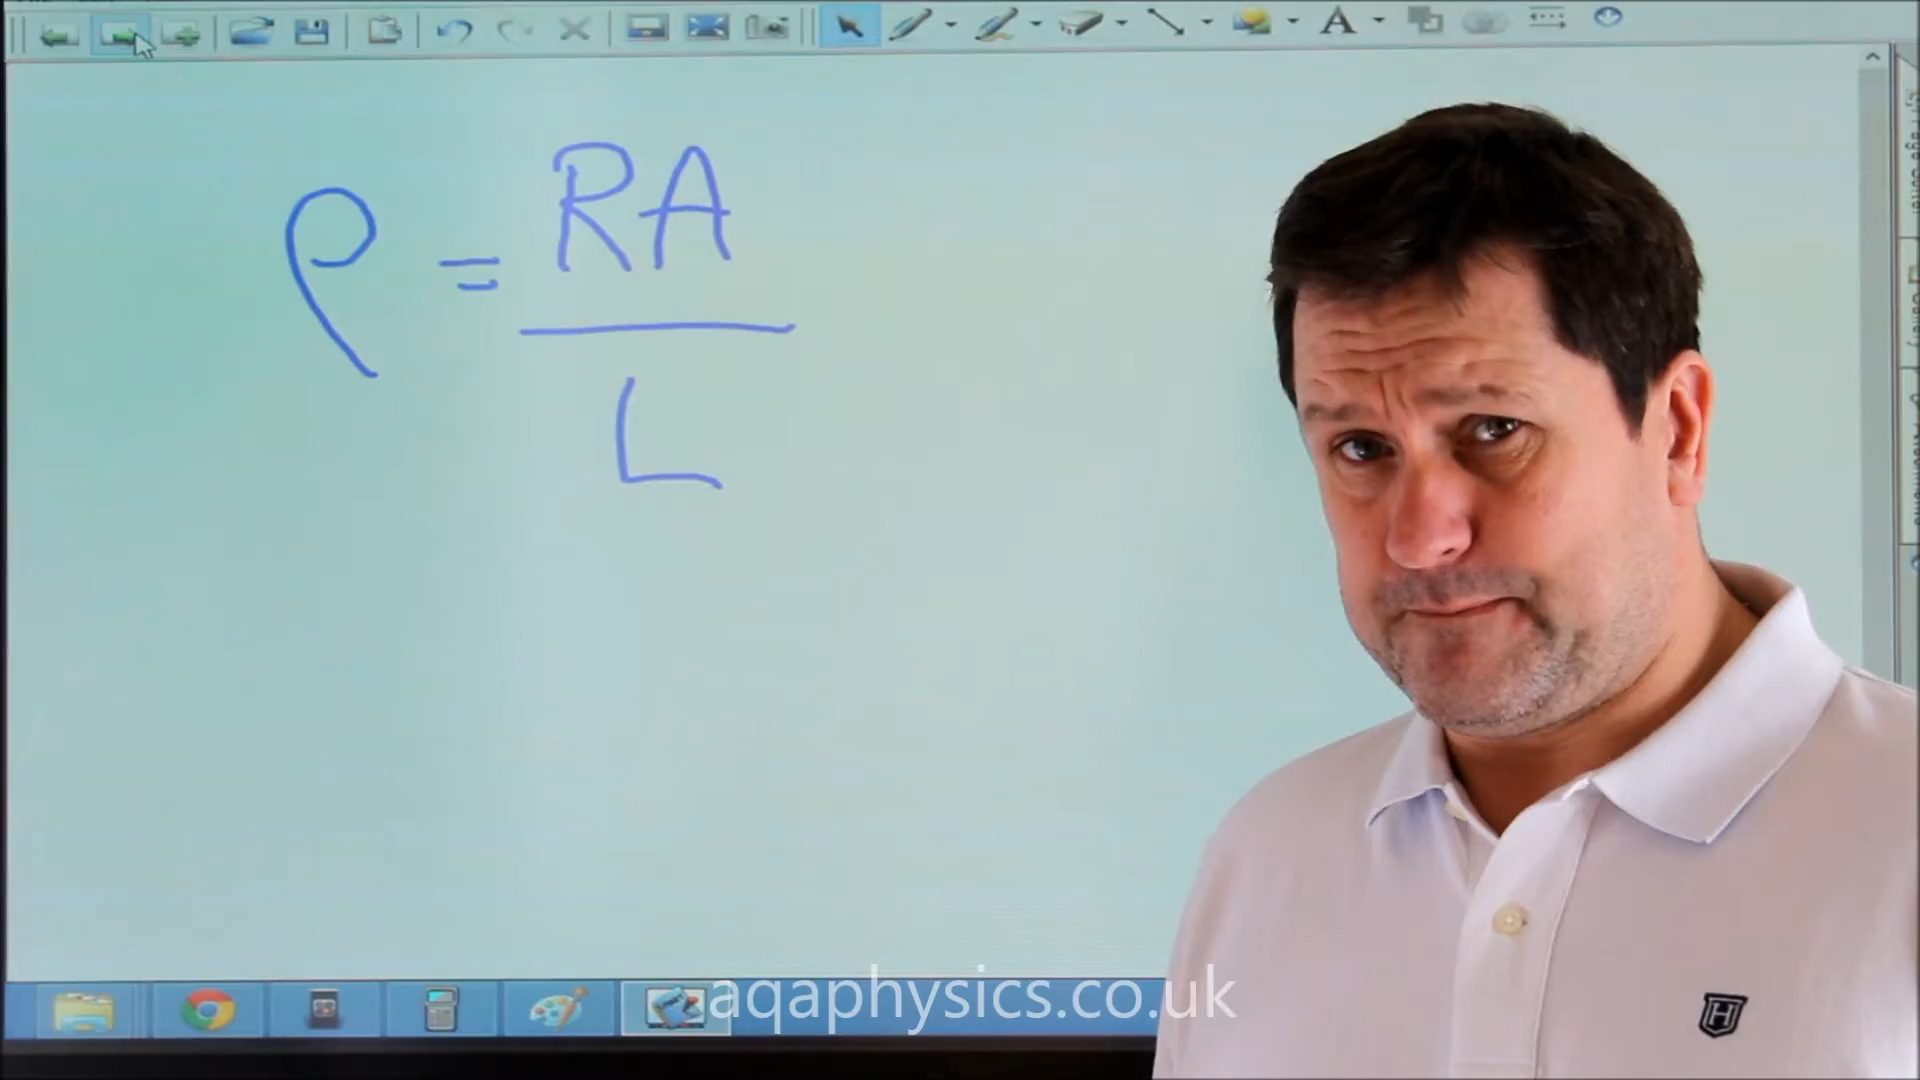 A
ρ = RA
L
aqaphysics.co.uk
H